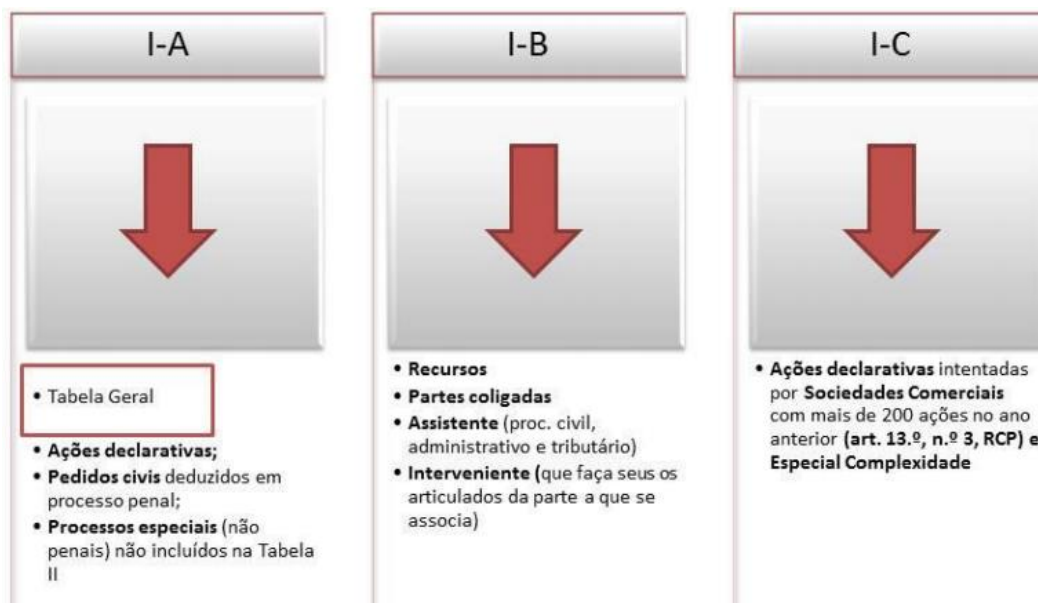 I-A
• Tabela Geral
• Ações declarativas;
• Pedidos civis deduzidos em
processo penal;
• Processos especiais (não
penais) não incluídos na Tabela
II
I-B
• Recursos
• Partes coligadas
• Assistente (proc. civil,
administrativo e tributário)
• Interveniente (que faça seus os
articulados da parte a que se
associa)
I-C
• Ações declarativas intentadas
por Sociedades Comerciais
com mais de 200 ações no ano
anterior (art. 13.º, n.º 3, RCP) e
Especial Complexidade